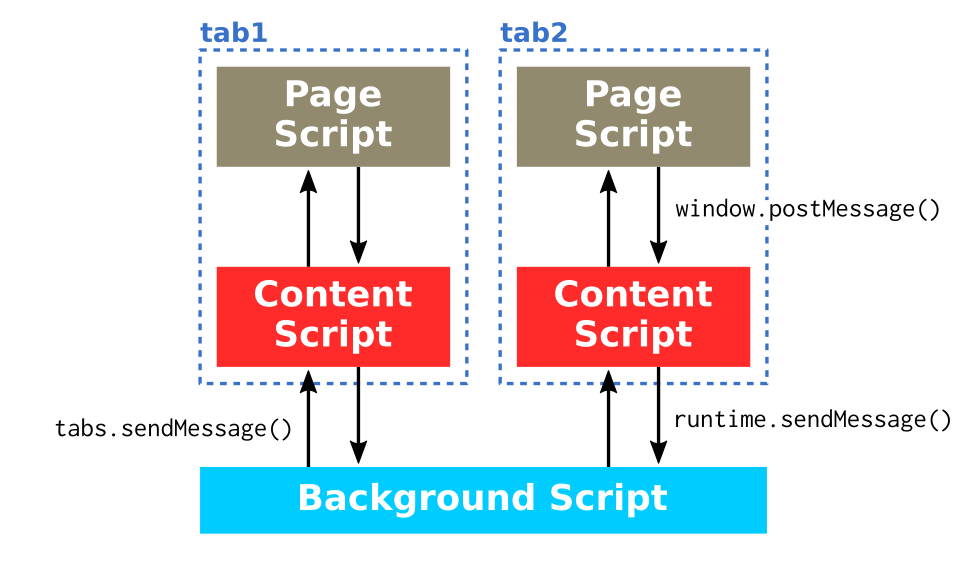 tab1
tab2
Page
Script
Page
Script
window.postMessage()
Content
Script
Content
Script
tabs.sendMessage()
runtime.sendMessage()
Background Script